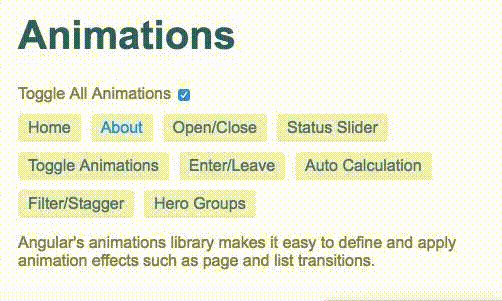 Animations
Toggle All Animations
Home About Open/Close Status Slider
Toggle Animations Enter/Leave Auto Calculation
Filter/Stagger Hero Groups
Angular's animations library makes it easy to define and apply
animation effects such as page and list transitions.